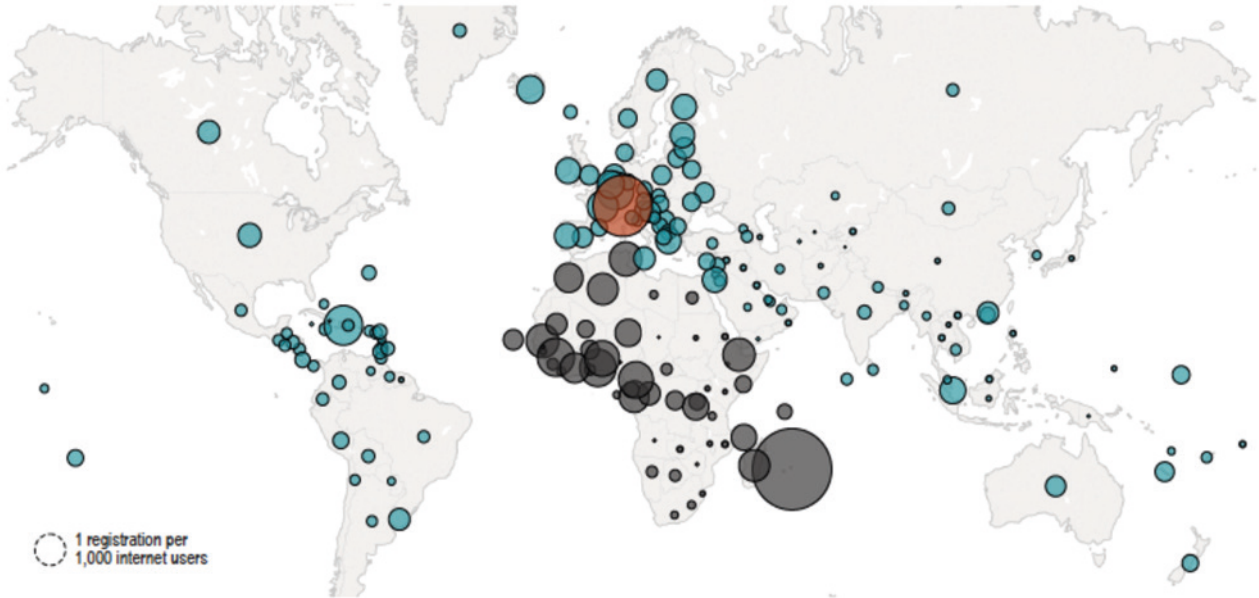 1 registration per
1,000 internet users